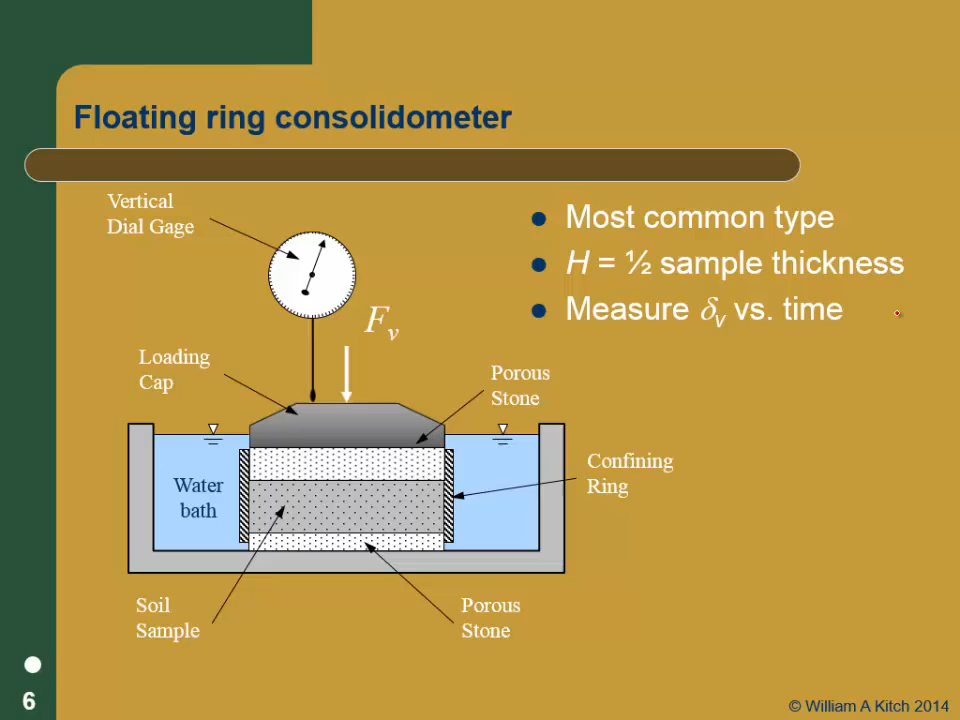 Floating ring consolidometer
Vertical
Dial Gage
Most common type
H = ½ sample thickness
Measure δv vs. time
Fv
Loading
Cap
Porous
Stone
Confining
Ring
Water
bath
Soil
Sample
Porous
Stone
6
© William A Kitch 2014